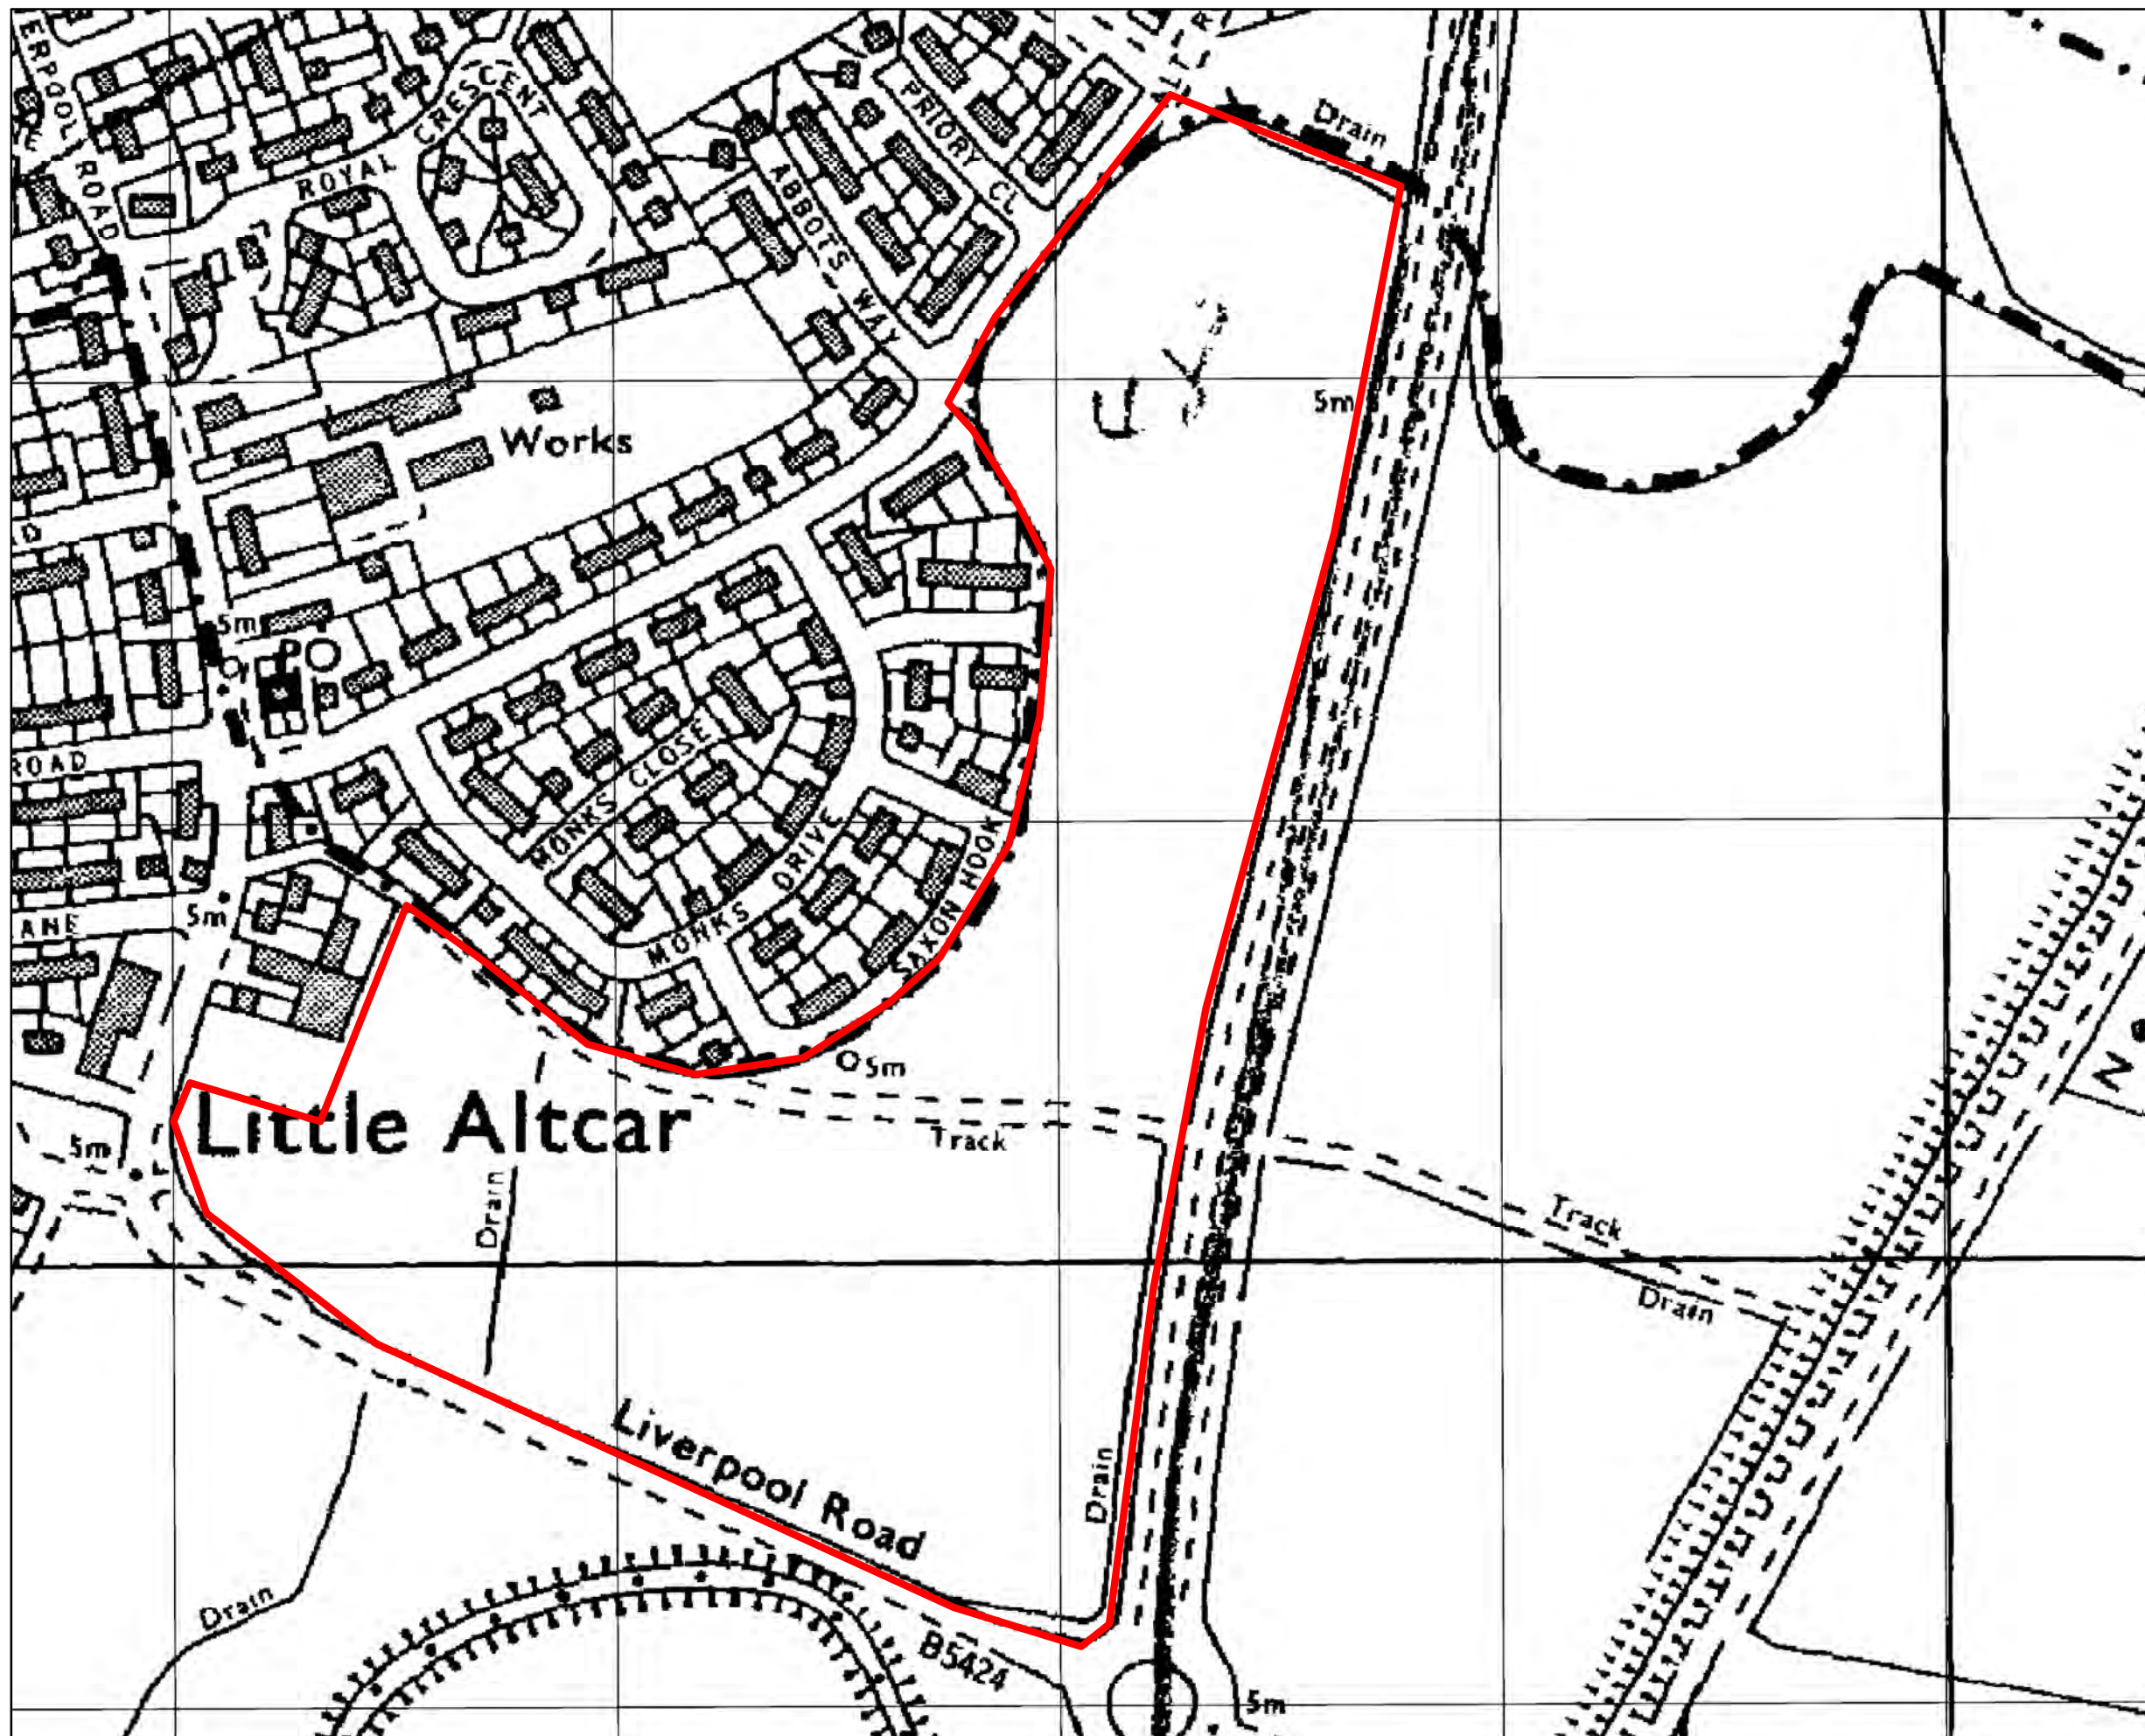 ERPOOL ROAD
ROYAL CRESCENT
PRIORY CL
ABBOTS WAY
Drain
Works
5m
5m
PO
ROAD
MONKS CLOSE
MONKS DRIVE
SAXON HOOK
5m
ANE
5m
Little Altcar
5m
Track
Drain
Track
Drain
Liverpool Road
Drain
Drain
B5424
5m
N